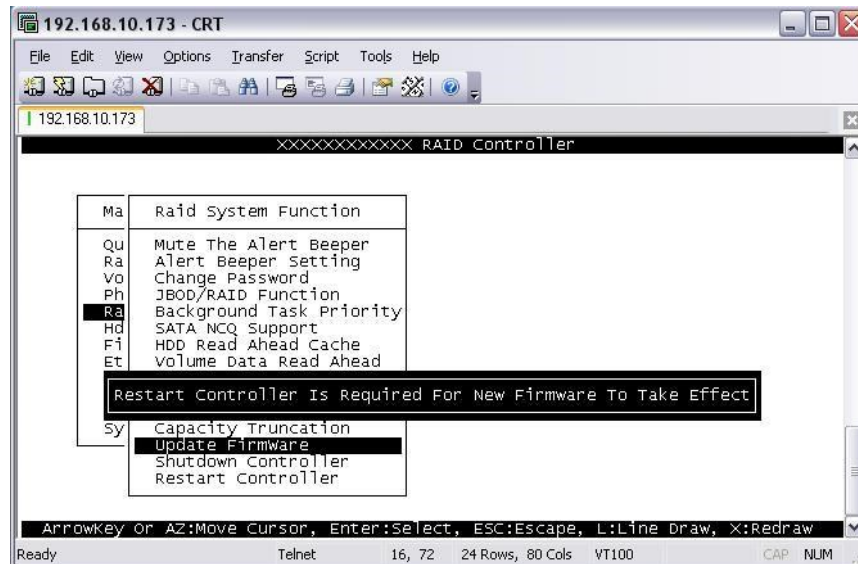 192.168.10.173 - CRT
File Edit View Options Transfer Script Tools Help
192.168.10.173
XXXXXXXXXXXX RAID Controller
Ma
Raid System Function
Qu
Mute The Alert Beeper
Ra
Alert Beeper Setting
Vo
Change Password
Ph
JBOD/RAID Function
Ra
Background Task Priority
Hd
SATA NCQ Support
Fi
HDD Read Ahead Cache
Et
Volume Data Read Ahead
Restart Controller Is Required For New Firmware To Take Effect
Sy
Capacity Truncation
Update Firmware
Shutdown Controller
Restart Controller
ArrowKey Or AZ:Move Cursor, Enter:Select, ESC:Escape, L:Line Draw, X:Redraw
Ready Telnet 16, 72 24 Rows, 80 Cols VT100 CAP NUM